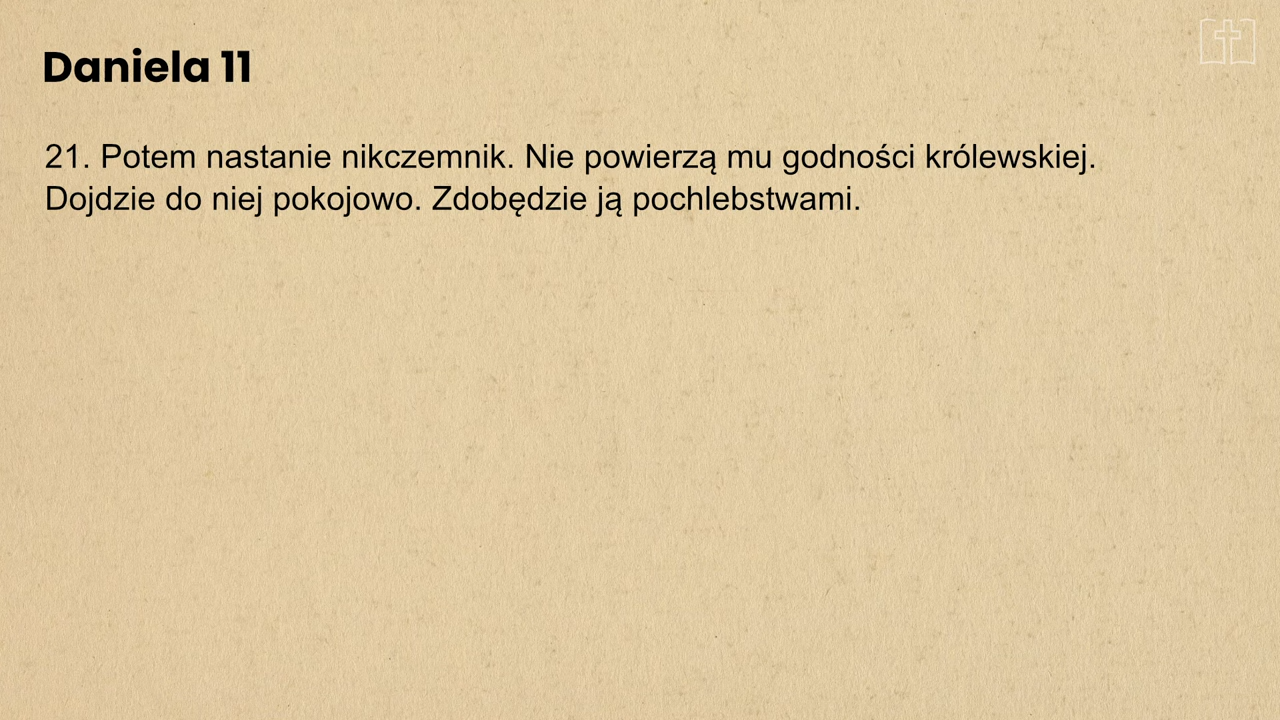 Daniela 11
21. Potem nastanie nikczemnik. Nie powierzą mu godności królewskiej.
Dojdzie do niej pokojowo. Zdobędzie ją pochlebstwami.